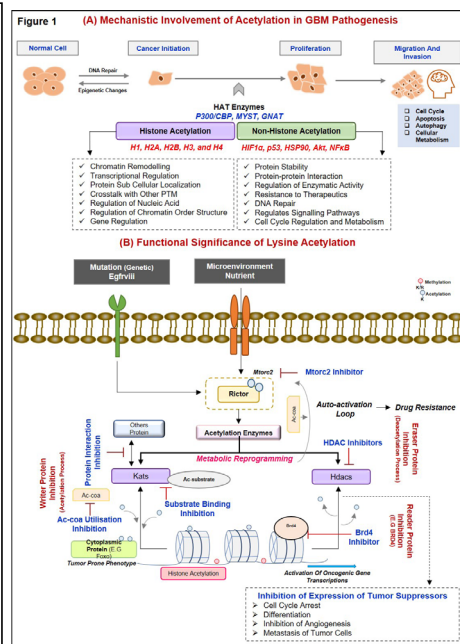 Figure 1
(A) Mechanistic Involvement of Acetylation in GBM Pathogenesis
Normal Cell
Cancer Initiation
Proliferation
Migration And
Invasion
DNA Repair
Epigenetic Changes
HAT Enzymes
P300/CBP, MYST, GNAT
❑ Cell Cycle
❑ Apoptosis
❑ Autophagy
❑ Cellular
Metabolism
Histone Acetylation
Non-Histone Acetylation
H1, H2A, H2B, H3, and H4
HIF1α, p53, HSP90, Akt, NFκB
➢ Chromatin Remodelling
➢ Transcriptional Regulation
➢ Protein Sub Cellular Localization
➢ Crosstalk with Other PTM
➢ Regulation of Nucleic Acid
➢ Regulation of Chromatin Order Structure
➢ Gene Regulation
➢ Protein Stability
➢ Protein-protein Interaction
➢ Regulation of Enzymatic Activity
➢ Resistance to Therapeutics
➢ DNA Repair
➢ Regulates Signalling Pathways
➢ Cell Cycle Regulation and Metabolism
(B) Functional Significance of Lysine Acetylation
Mutation (Genetic)
Egfrvlii
Microenvironment
Nutrient
Methylation
K/R
Acetylation
K
Mtorc2
Mtorc2 Inhibitor
Rictor
Ac-coa
Auto-activation
Loop
Drug Resistance
Acetylation Enzymes
Others
Protein
Metabolic Reprogramming
HDAC Inhibitors
Eraser Protein
Inhibition
(Deacetylation Process)
Writer Protein
Inhibition
(Acetylation Process)
Protein Interaction
Inhibition
Kats
Ac-substrate
Hdacs
Ac-coa
Substrate Binding
Inhibition
Ac-coa Utilisation
Inhibition
Reader Protein
Inhibition
(E.G BRD4)
Brd4
Brd4
Inhibitor
Cytoplasmic
Protein (E.G
Foxo)
Tumor Prone Phenotype
Histone Acetylation
Activation Of Oncogenic Gene
Transcriptions
Inhibition of Expression of Tumor Suppressors
➢ Cell Cycle Arrest
➢ Differentiation
➢ Inhibition of Angiogenesis
➢ Metastasis of Tumor Cells